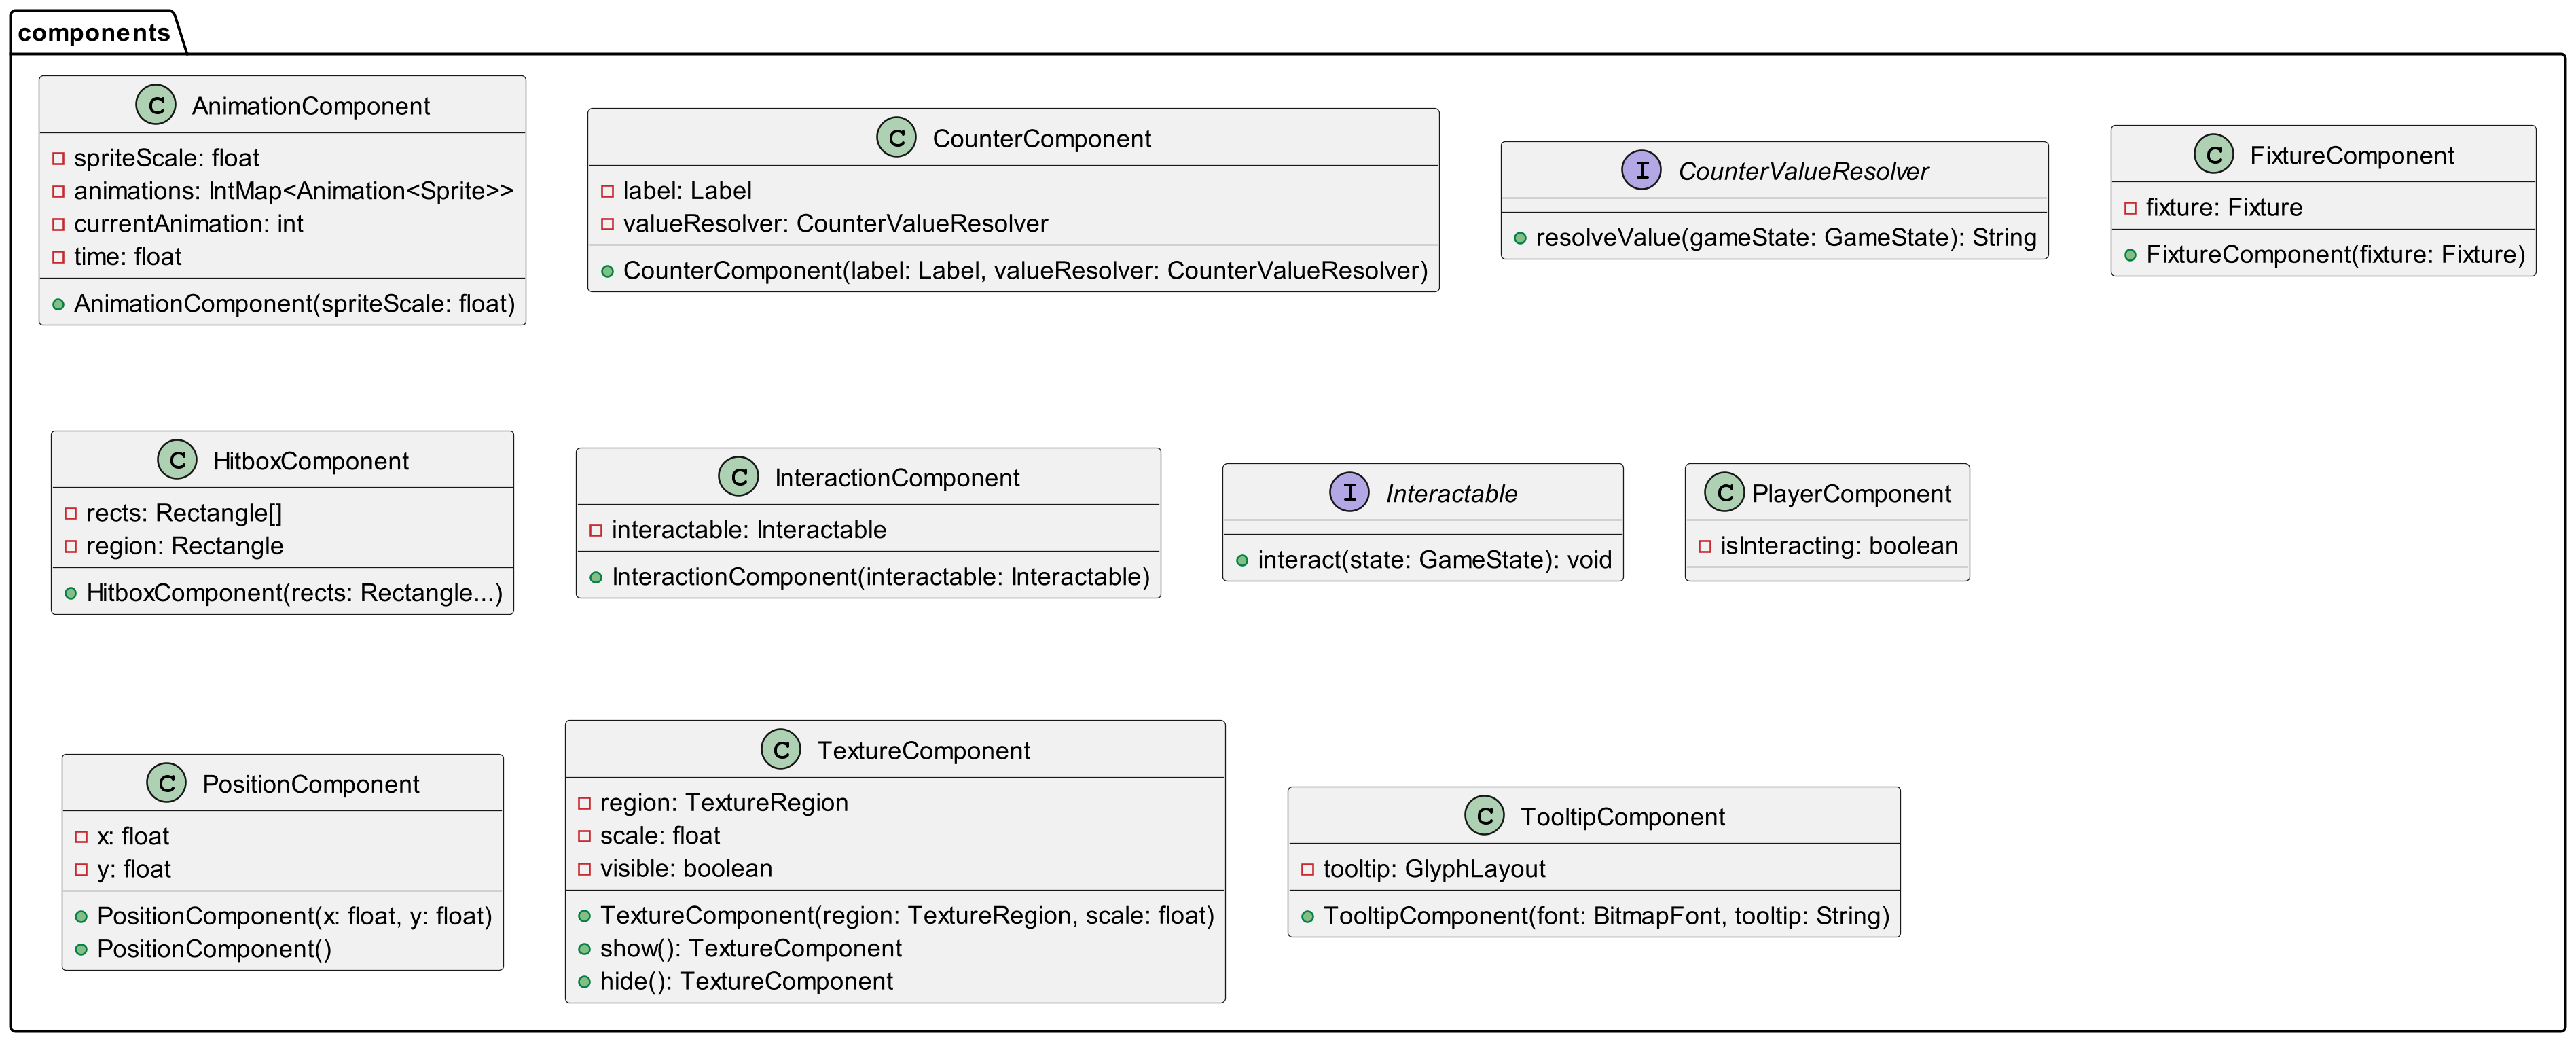 components
C AnimationComponent
spriteScale: float
animations: IntMap<Animation<Sprite>>
currentAnimation: int
time: float
AnimationComponent(spriteScale: float)
C CounterComponent
label: Label
valueResolver: CounterValueResolver
CounterComponent(label: Label, valueResolver: CounterValueResolver)
I CounterValueResolver
resolveValue(gameState: GameState): String
C FixtureComponent
fixture: Fixture
FixtureComponent(fixture: Fixture)
C HitboxComponent
rects: Rectangle[]
region: Rectangle
HitboxComponent(rects: Rectangle...)
C InteractionComponent
interactable: Interactable
InteractionComponent(interactable: Interactable)
I Interactable
interact(state: GameState): void
C PlayerComponent
isInteracting: boolean
C PositionComponent
x: float
y: float
PositionComponent(x: float, y: float)
PositionComponent()
C TextureComponent
region: TextureRegion
scale: float
visible: boolean
TextureComponent(region: TextureRegion, scale: float)
show(): TextureComponent
hide(): TextureComponent
C TooltipComponent
tooltip: GlyphLayout
TooltipComponent(font: BitmapFont, tooltip: String)